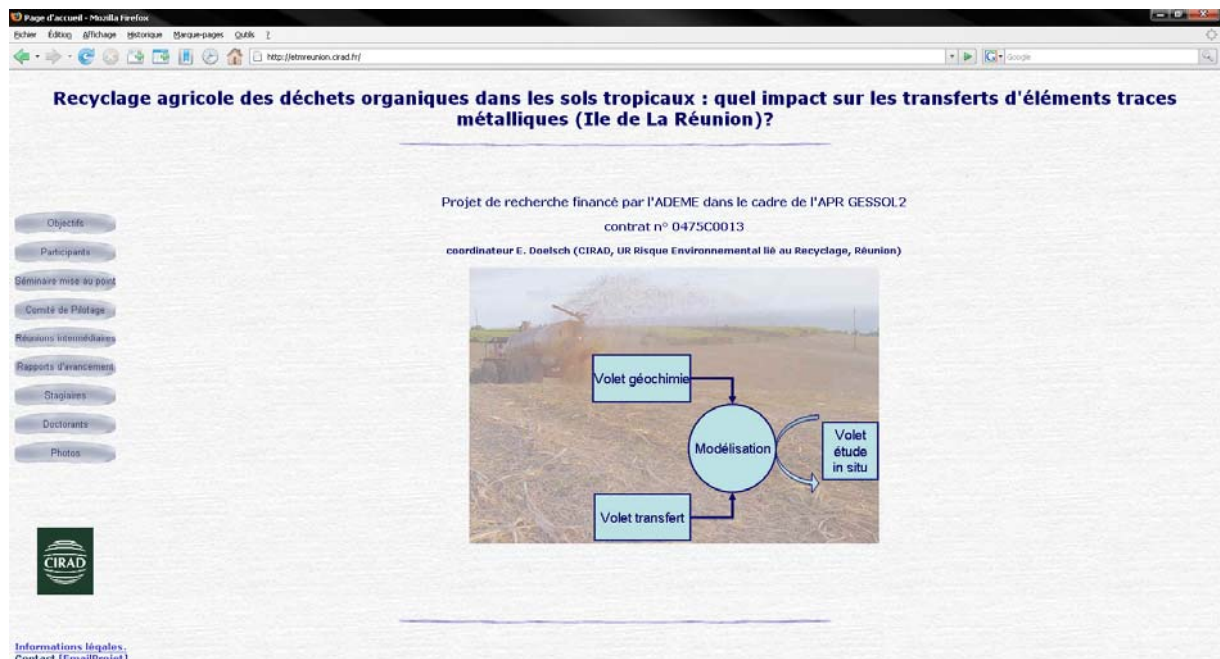 Page d'accueil - Mozilla Firefox
Fichier Édition Affichage Historique Marque-pages Outils ?
http://etmreunion.cirad.fr/
Google
Recyclage agricole des déchets organiques dans les sols tropicaux : quel impact sur les transferts d'éléments traces
métalliques (Ile de La Réunion)?
Projet de recherche financé par l'ADEME dans le cadre de l'APR GESSOL2
contrat n° 0475C0013
coordinateur E. Doelsch (CIRAD, UR Risque Environnemental lié au Recyclage, Réunion)
Objectifs
Participants
Séminaire mise au point
Comité de Pilotage
Réunions intermédiaires
Rapports d'avancement
Stagiaires
Doctorants
Photos
Volet géochimie
Modélisation
Volet
étude
in situ
Volet transfert
CIRAD
Informations légales.
Contact [EmailProjet]